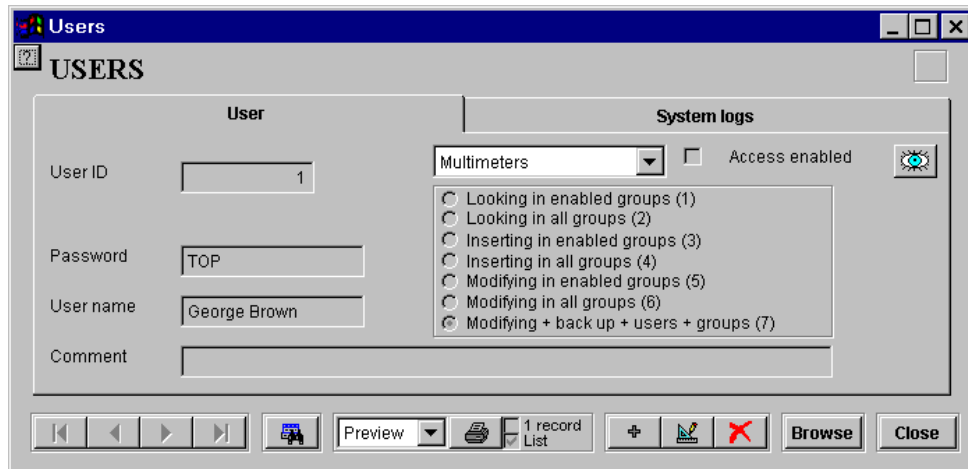 Users
?
USERS
User
System logs
User ID
1
Multimeters
Access enabled
Looking in enabled groups (1)
Looking in all groups (2)
Inserting in enabled groups (3)
Inserting in all groups (4)
Modifying in enabled groups (5)
Modifying in all groups (6)
Modifying + back up + users + groups (7)
Password
TOP
User name
George Brown
Comment
Preview
1 record
List
Browse
Close